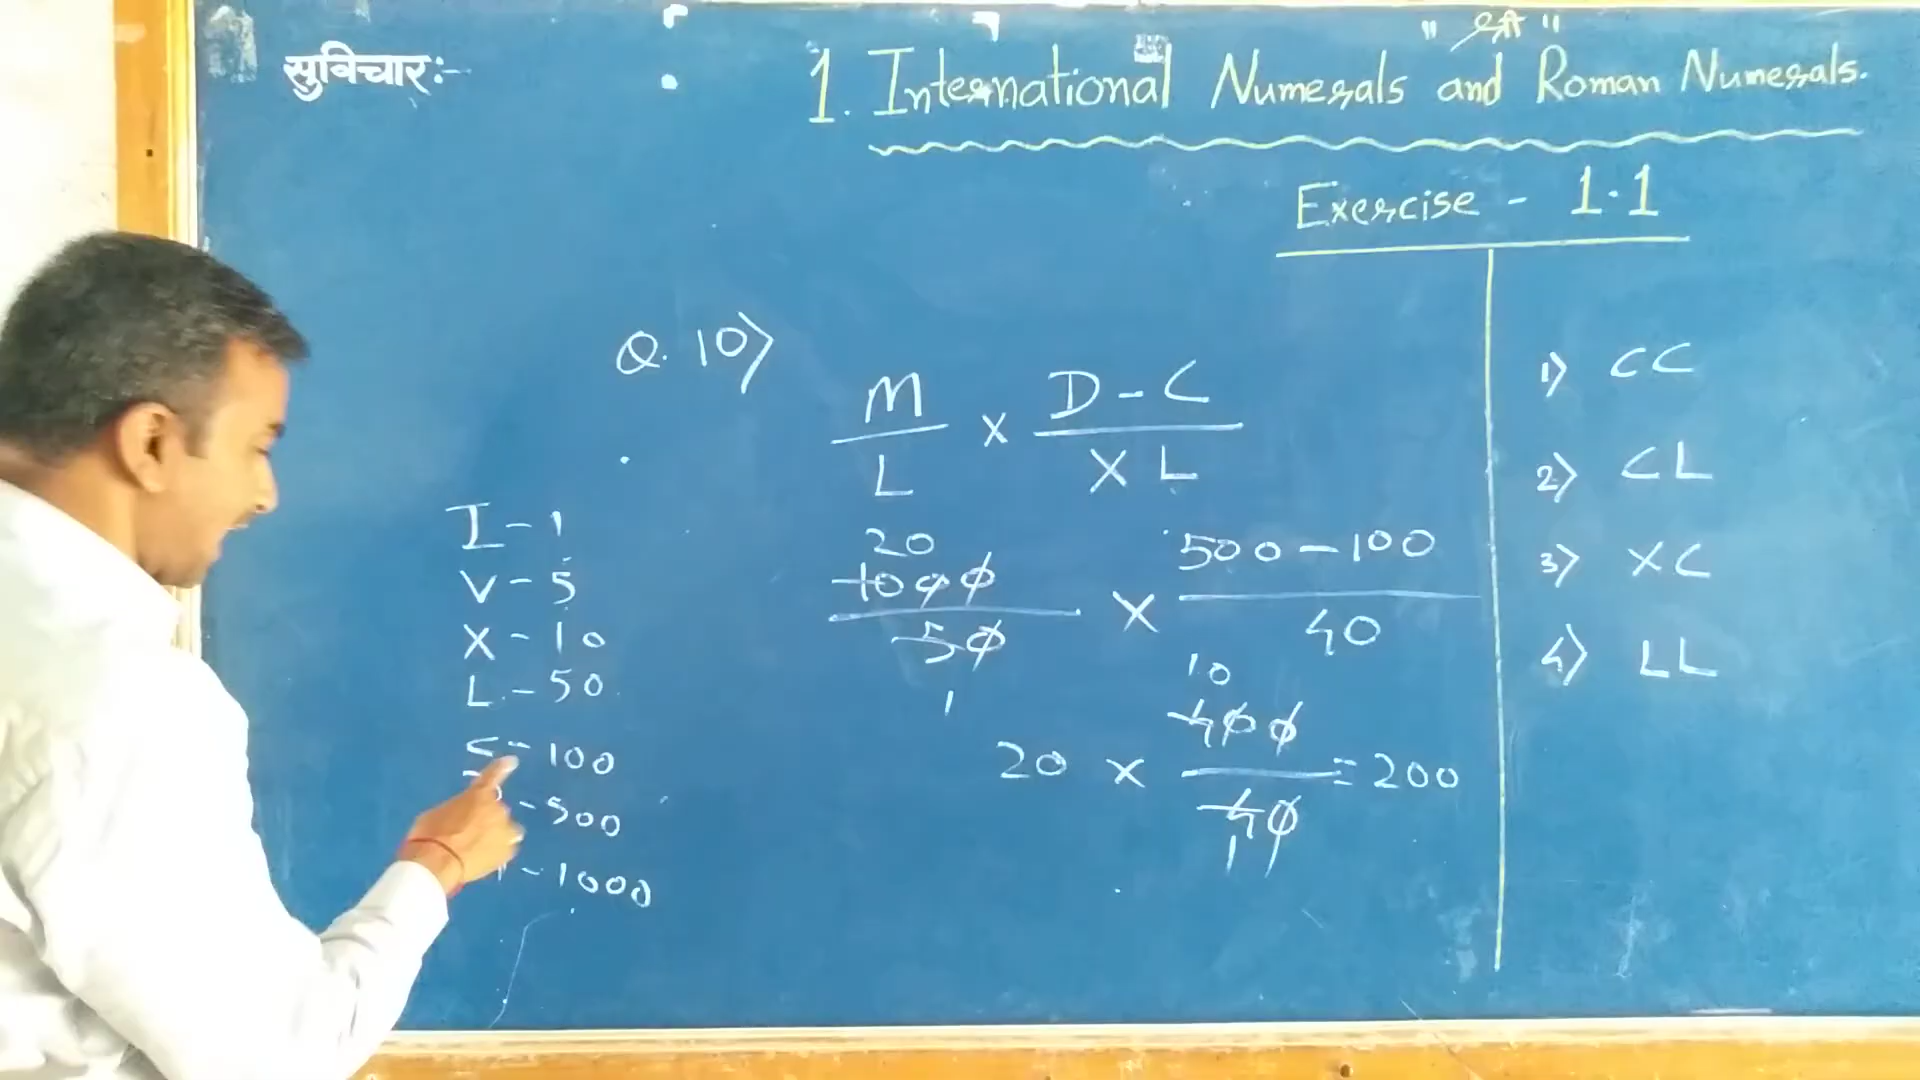 " श्री "
सुविचार:-
1. International Numerals and Roman Numerals.
Exercise - 1.1
Q. 10)
M/L × (D - C)/XL
I - 1
V - 5
X - 10
L - 50
C - 100
- 500
- 1000
20
1000/50 × (500 - 100)/40
1
10
20 × 400/40 = 200
1
1) CC
2) CL
3) XC
4) LL